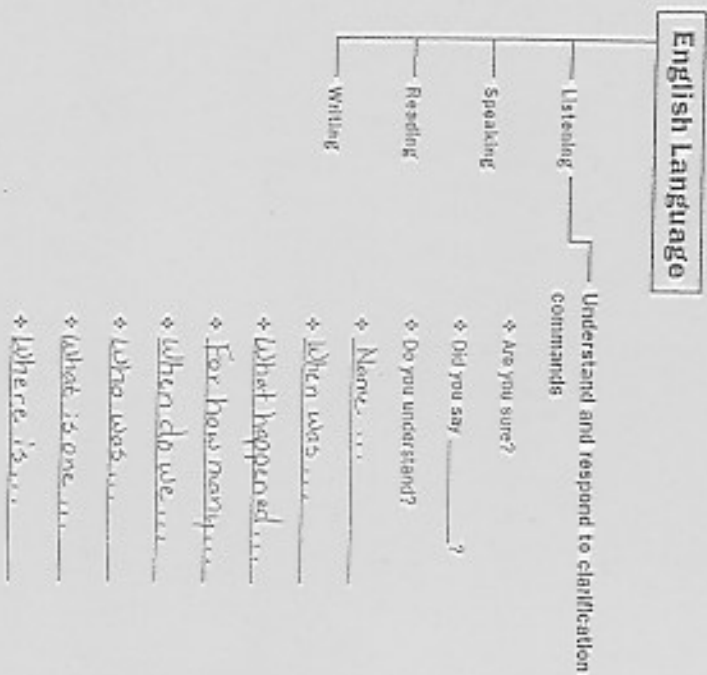 English Language
Listening
Speaking
Reading
Writing
Understand and respond to clarification
commands
❖ Are you sure?
❖ Did you say ________?
❖ Do you understand?
❖ Name....
❖ When was....
❖ What happened...
❖ For how many...
❖ When do we...
❖ Who was....
❖ What is one...
❖ Where is....